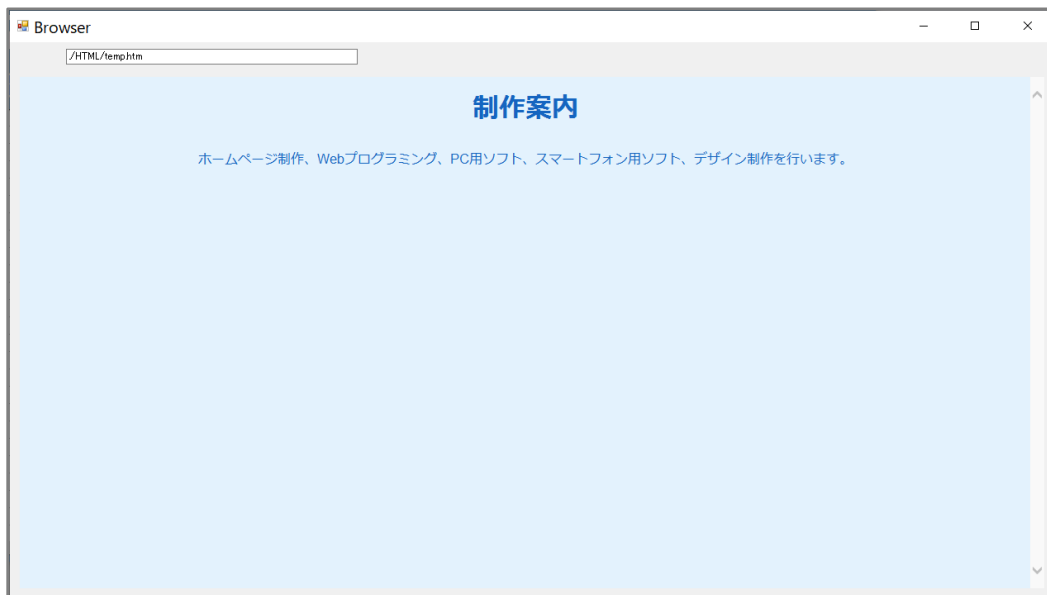 Browser
./HTML/temp.htm
制作案内
ホームページ制作、Webプログラミング、PC用ソフト、スマートフォン用ソフト、デザイン制作を行います。